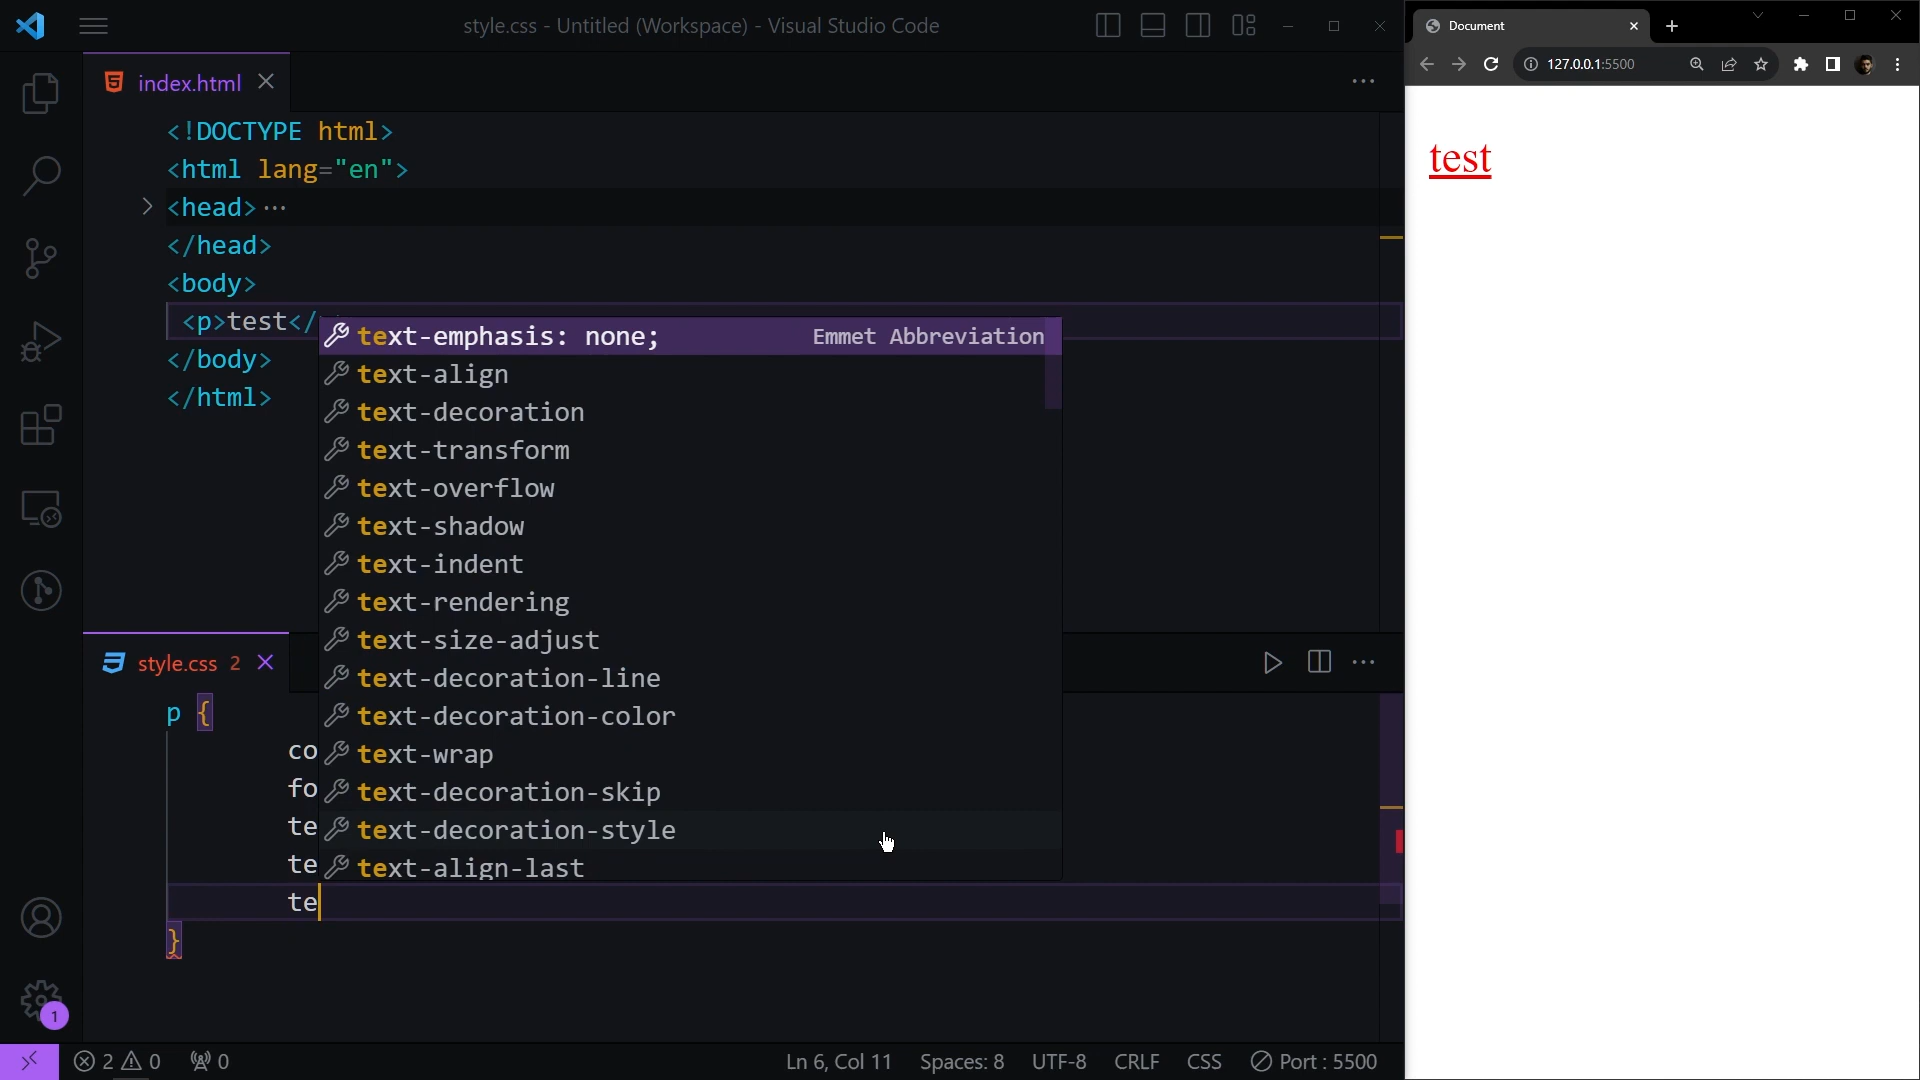 style.css - Untitled (Workspace) - Visual Studio Code
index.html
<!DOCTYPE html>
<html lang="en">
<head> ···
</head>
<body>
<p>test</
</body>
</html>
text-emphasis: none; Emmet Abbreviation
text-align
text-decoration
text-transform
text-overflow
text-shadow
text-indent
text-rendering
text-size-adjust
text-decoration-line
text-decoration-color
text-wrap
text-decoration-skip
text-decoration-style
text-align-last
style.css 2
p {
co
fo
te
te
te
}
1
2 0 0 Ln 6, Col 11 Spaces: 8 UTF-8 CRLF CSS Port : 5500
Document
127.0.0.1:5500
test